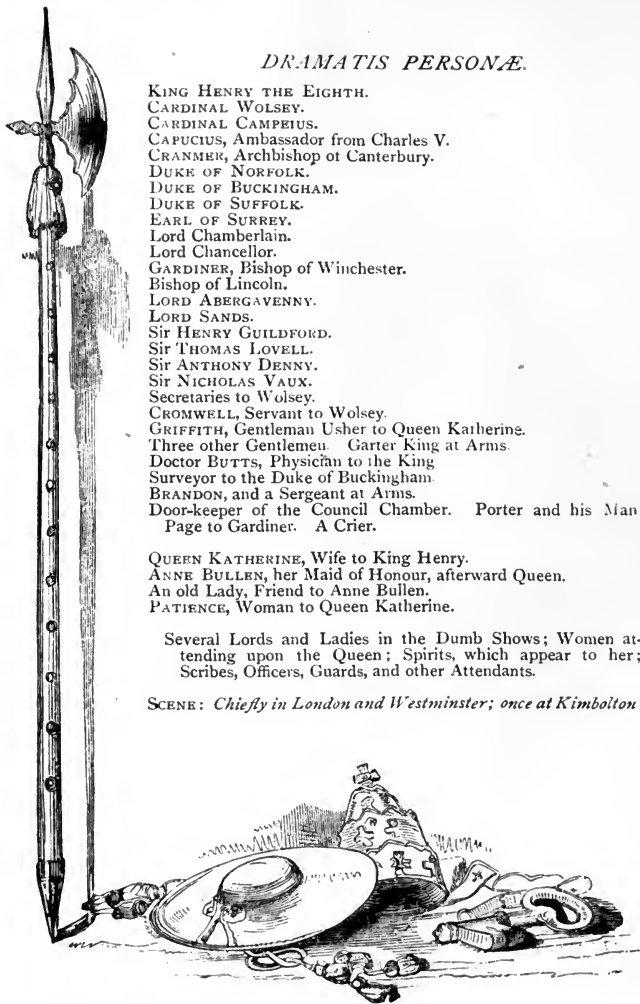 DRAMATIS PERSONÆ.
KING HENRY THE EIGHTH.
CARDINAL WOLSEY.
CARDINAL CAMPEIUS.
CAPUCIUS, Ambassador from Charles V.
CRANMER, Archbishop of Canterbury.
DUKE OF NORFOLK.
DUKE OF BUCKINGHAM.
DUKE OF SUFFOLK.
EARL OF SURREY.
Lord Chamberlain.
Lord Chancellor.
GARDINER, Bishop of Winchester.
Bishop of Lincoln.
LORD ABERGAVENNY.
LORD SANDS.
Sir HENRY GUILDFORD.
Sir THOMAS LOVELL.
Sir ANTHONY DENNY.
Sir NICHOLAS VAUX.
Secretaries to Wolsey.
CROMWELL, Servant to Wolsey.
GRIFFITH, Gentleman Usher to Queen Katherine.
Three other Gentlemen. Garter King at Arms.
Doctor BUTTS, Physician to the King
Surveyor to the Duke of Buckingham.
BRANDON, and a Sergeant at Arms.
Door-keeper of the Council Chamber. Porter and his Man
Page to Gardiner. A Crier.
QUEEN KATHERINE, Wife to King Henry.
ANNE BULLEN, her Maid of Honour, afterward Queen.
An old Lady, Friend to Anne Bullen.
PATIENCE, Woman to Queen Katherine.
Several Lords and Ladies in the Dumb Shows; Women at-
tending upon the Queen; Spirits, which appear to her;
Scribes, Officers, Guards, and other Attendants.
SCENE: Chiefly in London and Westminster; once at Kimbolton